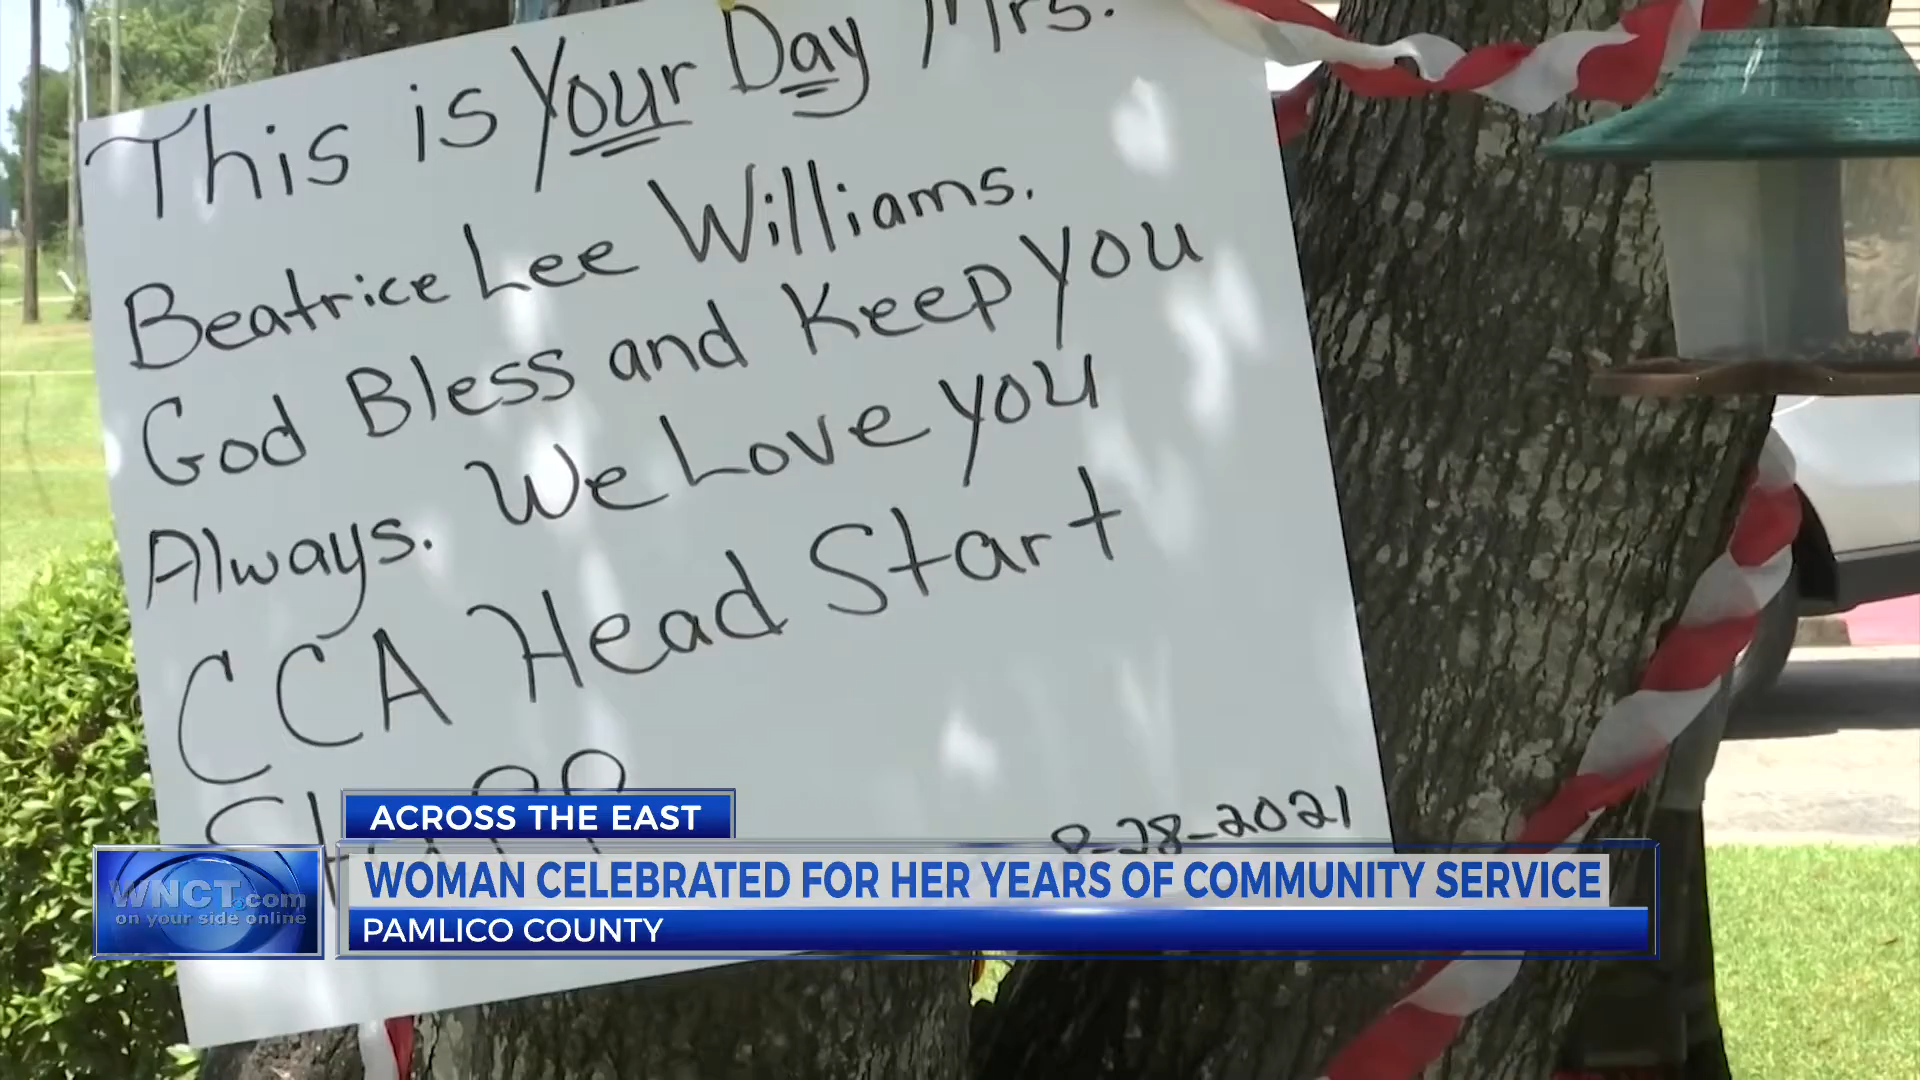 This is Your Day Mrs.
Beatrice Lee Williams.
God Bless and Keep You
Always. We Love you
CCA Head Start
Staff
8-28-2021
ACROSS THE EAST
WOMAN CELEBRATED FOR HER YEARS OF COMMUNITY SERVICE
PAMLICO COUNTY
WNCT.com
on your side online